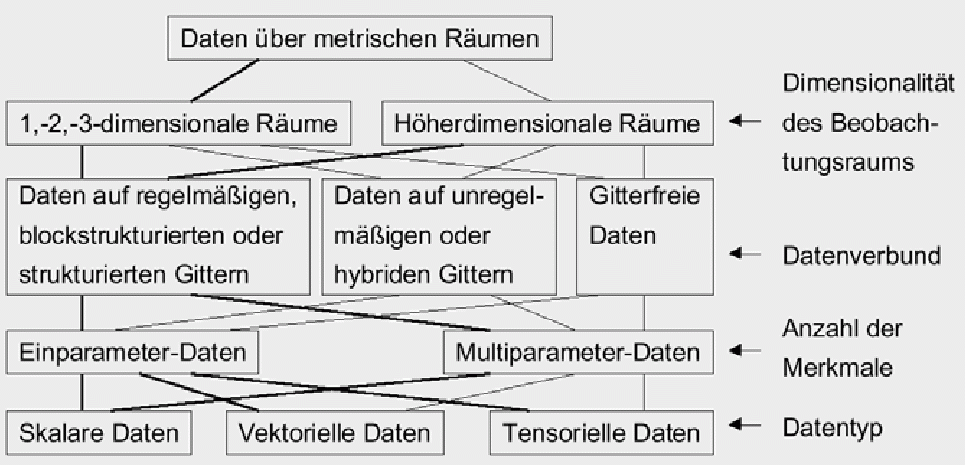 Daten über metrischen Räumen
1,-2,-3-dimensionale Räume
Höherdimensionale Räume
Dimensionalität
des Beobach-
tungsraums
Daten auf regelmäßigen,
blockstrukturierten oder
strukturierten Gittern
Daten auf unregel-
mäßigen oder
hybriden Gittern
Gitterfreie
Daten
Datenverbund
Einparameter-Daten
Multiparameter-Daten
Anzahl der
Merkmale
Skalare Daten
Vektorielle Daten
Tensorielle Daten
Datentyp